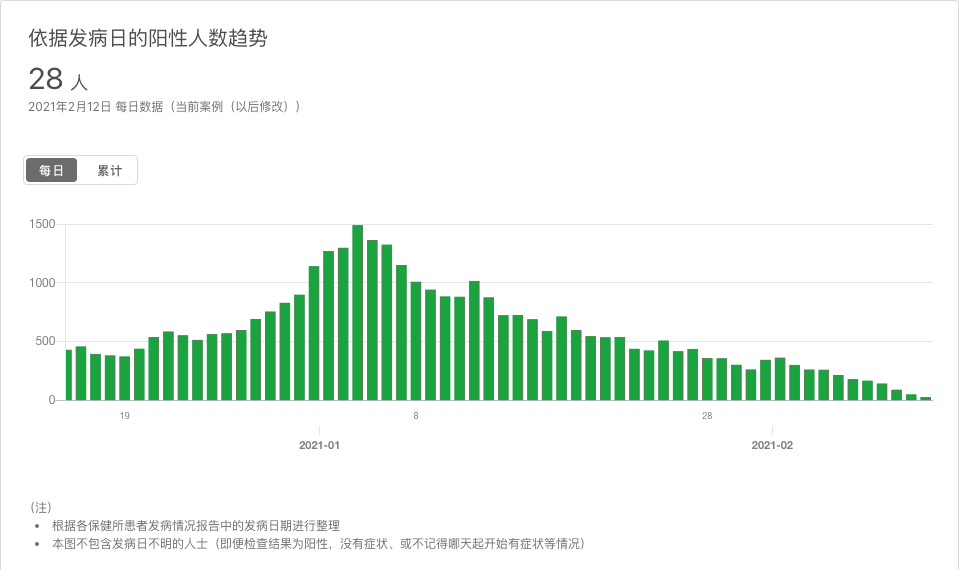 依据发病日的阳性人数趋势
28 人
2021年2月12日 每日数据（当前案例（以后修改））
每日 累计
1500
1000
500
0
19 8 28
2021-01 2021-02
（注）
• 根据各保健所患者发病情况报告中的发病日期进行整理
• 本图不包含发病日不明的人士（即便检查结果为阳性，没有症状、或不记得哪天起开始有症状等情况）